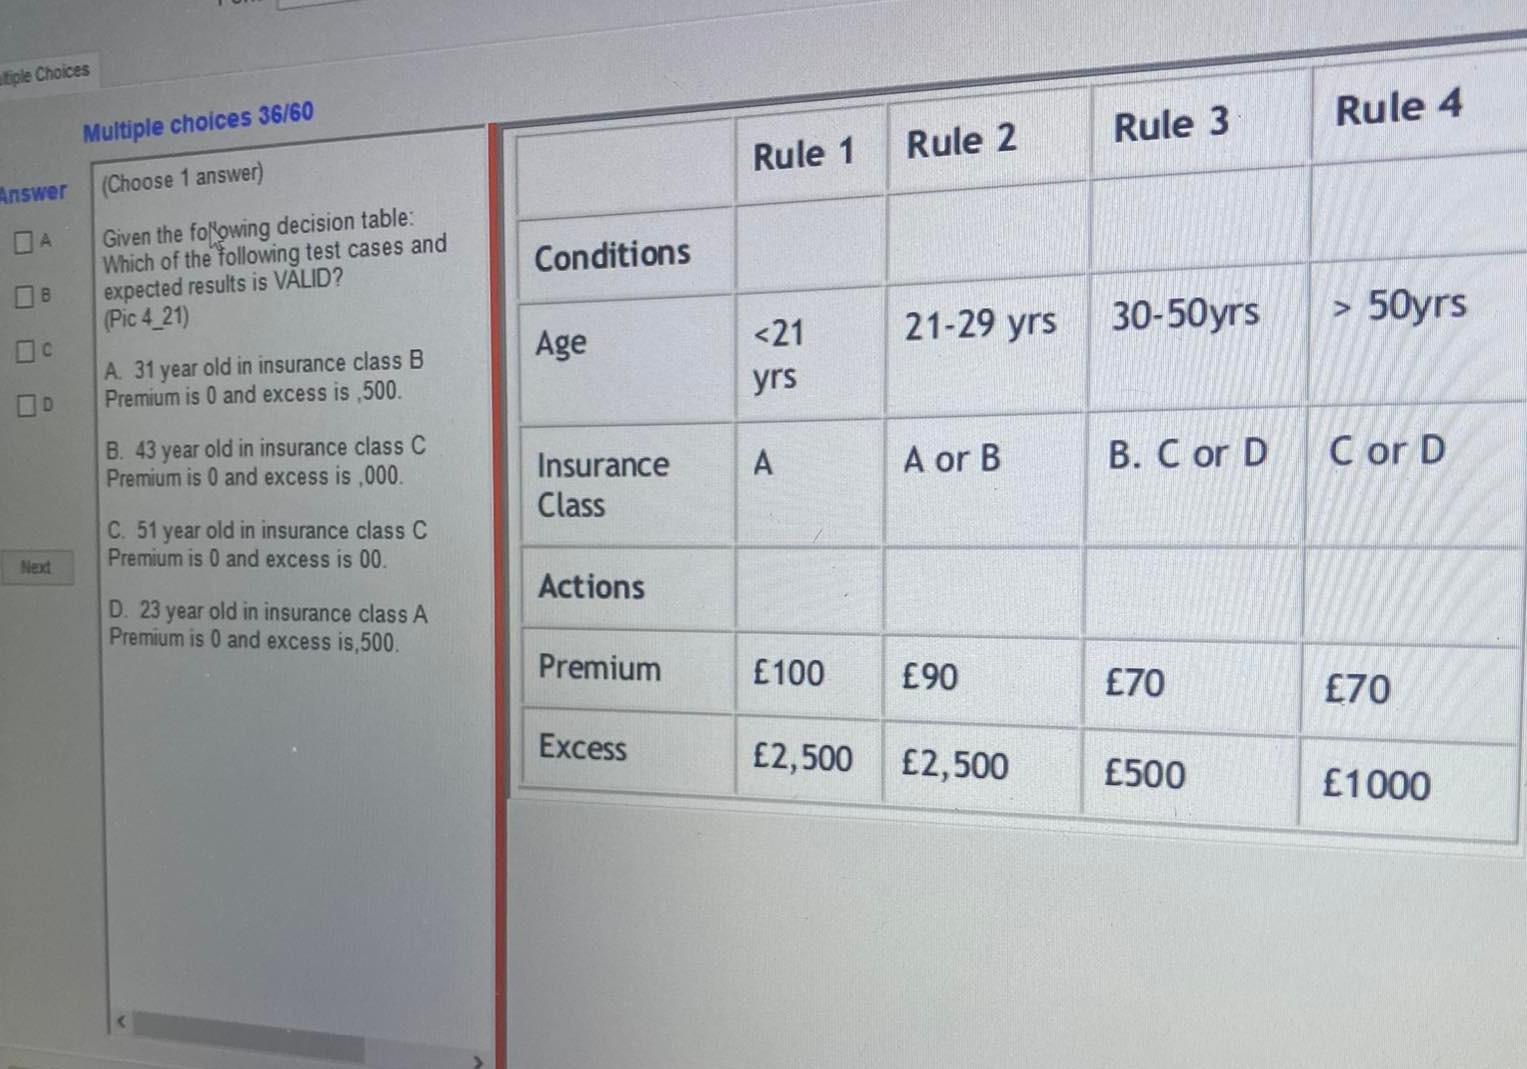 Multiple choices 36/60
Answer
A
B
C
D
Next
(Choose 1 answer)
Given the following decision table:
Which of the following test cases and
expected results is VALID?
(Pic 4_21)
A. 31 year old in insurance class B
Premium is 0 and excess is ,500.
B. 43 year old in insurance class C
Premium is 0 and excess is ,000.
C. 51 year old in insurance class C
Premium is 0 and excess is 00.
D. 23 year old in insurance class A
Premium is 0 and excess is,500.
Rule 1 Rule 2 Rule 3 Rule 4
Conditions
Age <21 21-29 yrs 30-50yrs > 50yrs
yrs
Insurance A A or B B. C or D C or D
Class
Actions
Premium £100 £90 £70 £70
Excess £2,500 £2,500 £500 £1000